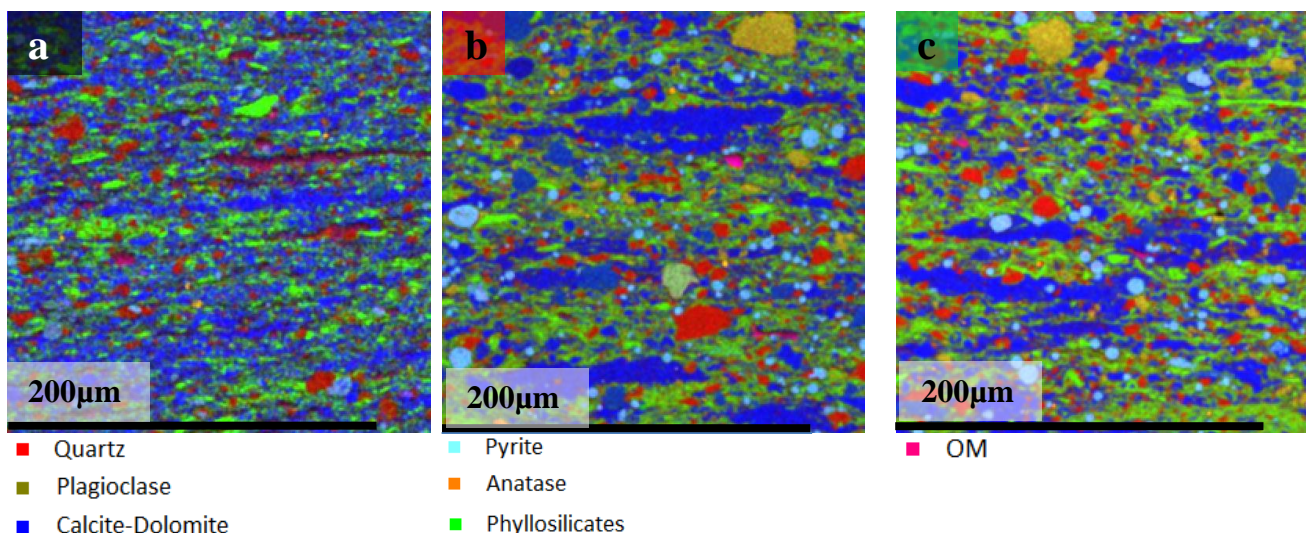 a
b
c
200µm
200µm
200µm
Quartz
Plagioclase
Calcite-Dolomite
Pyrite
Anatase
Phyllosilicates
OM